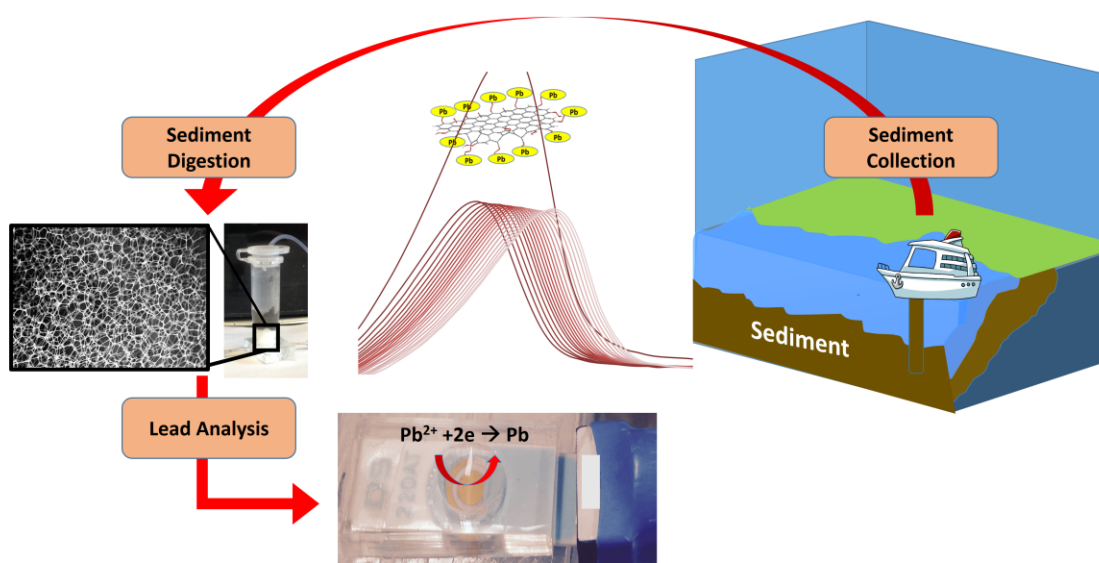 Sediment
Digestion
Pb
Pb
Pb
Pb
Pb
Pb
Pb
Pb
Pb
Pb
Pb
Sediment
Collection
Sediment
Lead Analysis
Pb²⁺ +2e → Pb